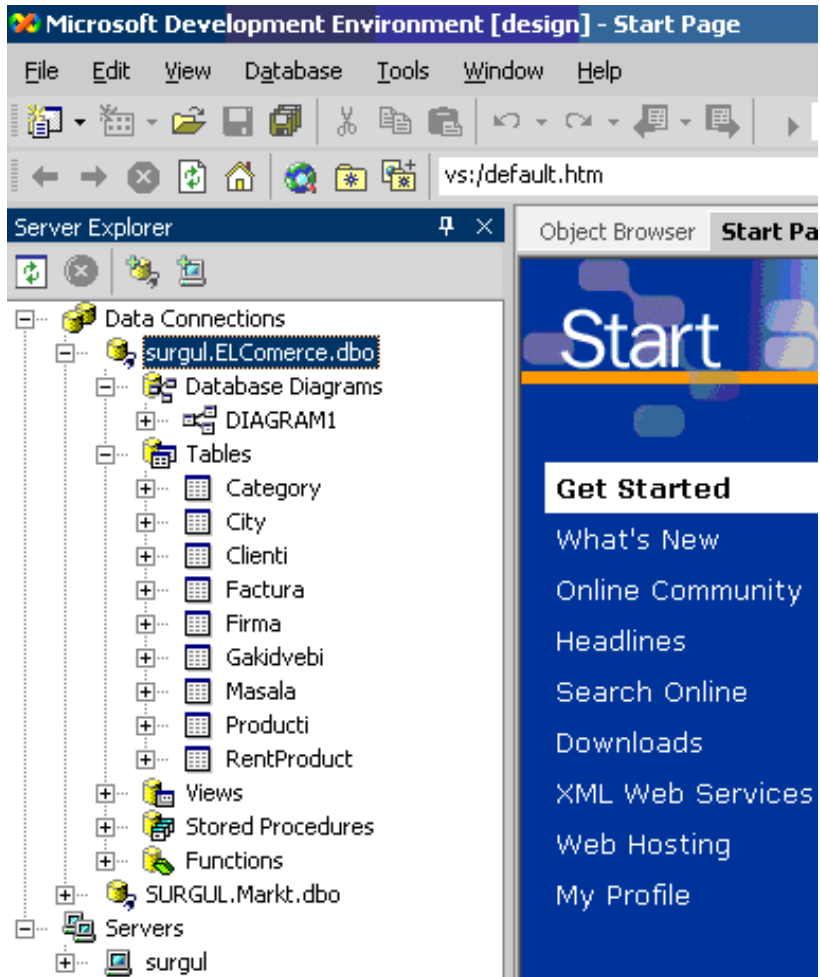 Microsoft Development Environment [design] - Start Page
File Edit View Database Tools Window Help
vs:/default.htm
Server Explorer
Object Browser Start Pa
Data Connections
surgul.ELComerce.dbo
Database Diagrams
DIAGRAM1
Tables
Category
City
Clienti
Factura
Firma
Gakidvebi
Masala
Producti
RentProduct
Views
Stored Procedures
Functions
SURGUL.Markt.dbo
Servers
surgul
Start
Get Started
What's New
Online Community
Headlines
Search Online
Downloads
XML Web Services
Web Hosting
My Profile